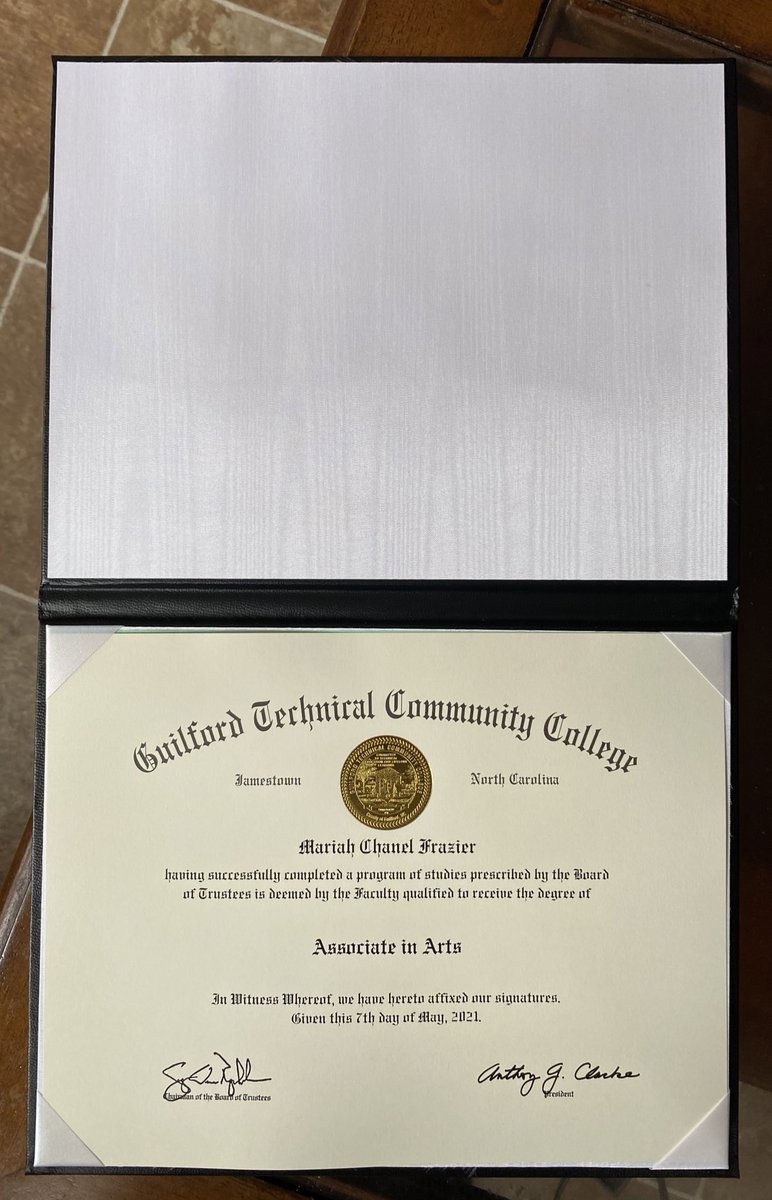 Guilford Technical Community College
Jamestown
North Carolina
Mariah Chanel Frazier
having successfully completed a program of studies prescribed by the Board
of Trustees is deemed by the Faculty qualified to receive the degree of
Associate in Arts
In Witness Whereof, we have hereto affixed our signatures.
Given this 7th day of May, 2021.
Anthony G. Clarke
Chairman of the Board of Trustees
President